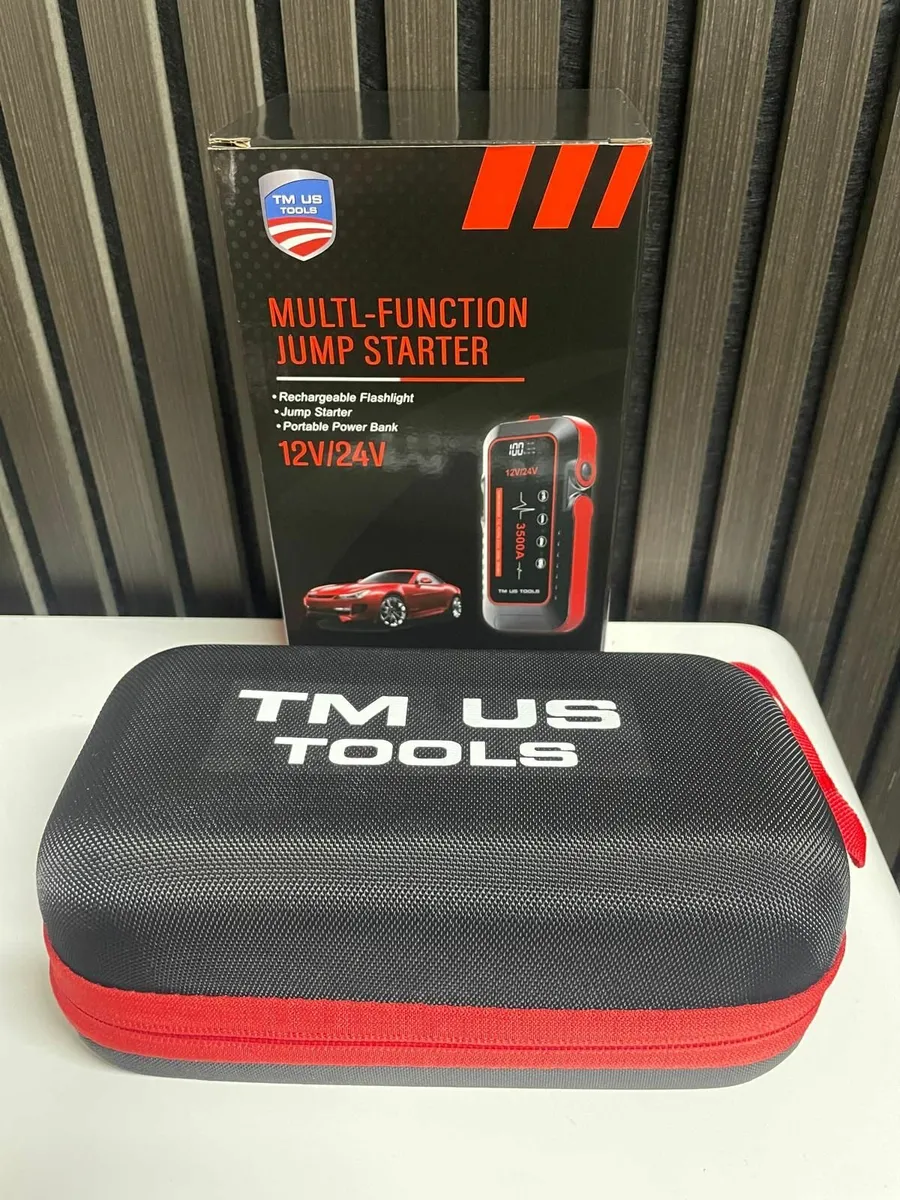 TM US
TOOLS
MULTL-FUNCTION
JUMP STARTER
• Rechargeable Flashlight
• Jump Starter
• Portable Power Bank
12V/24V
100
12V/24V
3500A
TM US TOOLS
TM US
TOOLS